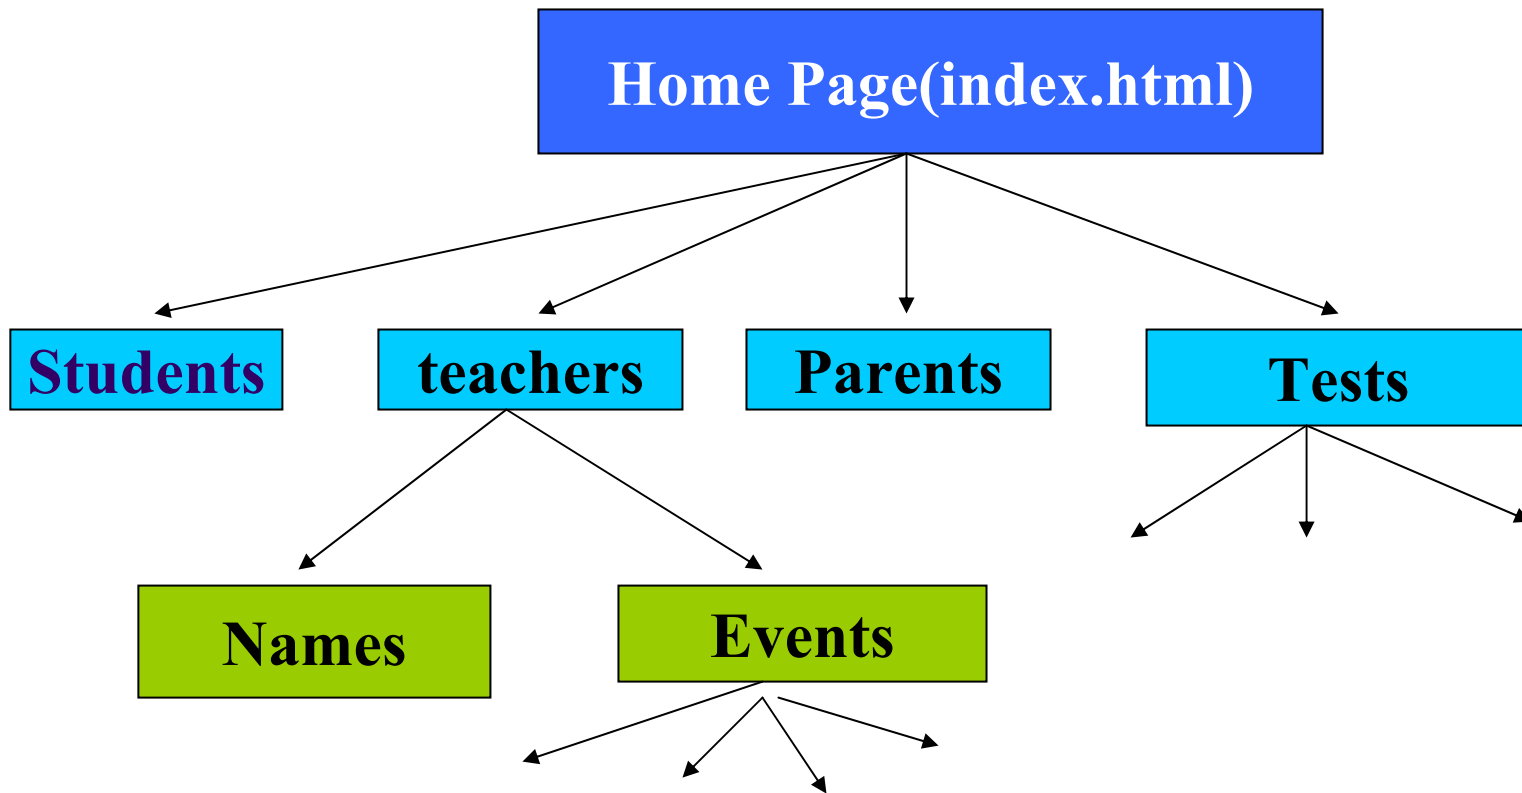 Home Page(index.html)
Students
teachers
Parents
Tests
Names
Events